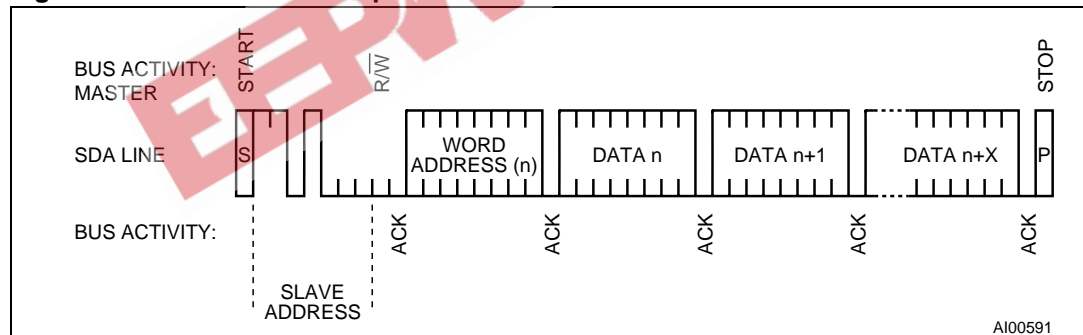 START
R/W
STOP
BUS ACTIVITY:
MASTER
SDA LINE
S
WORD
ADDRESS (n)
DATA n
DATA n+1
DATA n+X
P
BUS ACTIVITY:
ACK
ACK
ACK
ACK
ACK
SLAVE
ADDRESS
AI00591